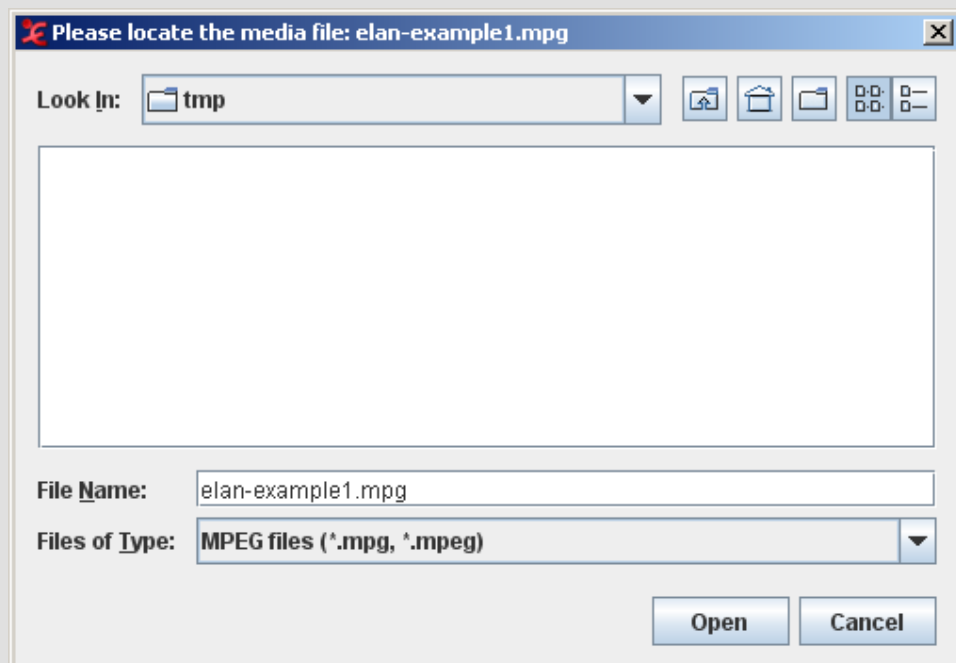 Please locate the media file: elan-example1.mpg
Look In: tmp
File Name: elan-example1.mpg
Files of Type: MPEG files (*.mpg, *.mpeg)
Open Cancel